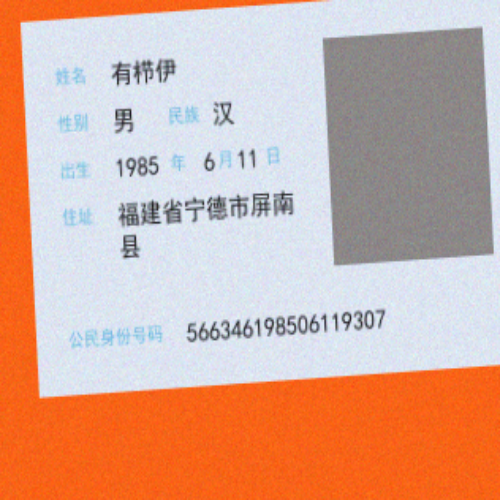 姓名 有栉伊
性别 男 民族 汉
出生 1985 年 6 月 11 日
住址 福建省宁德市屏南
县
公民身份号码 566346198506119307